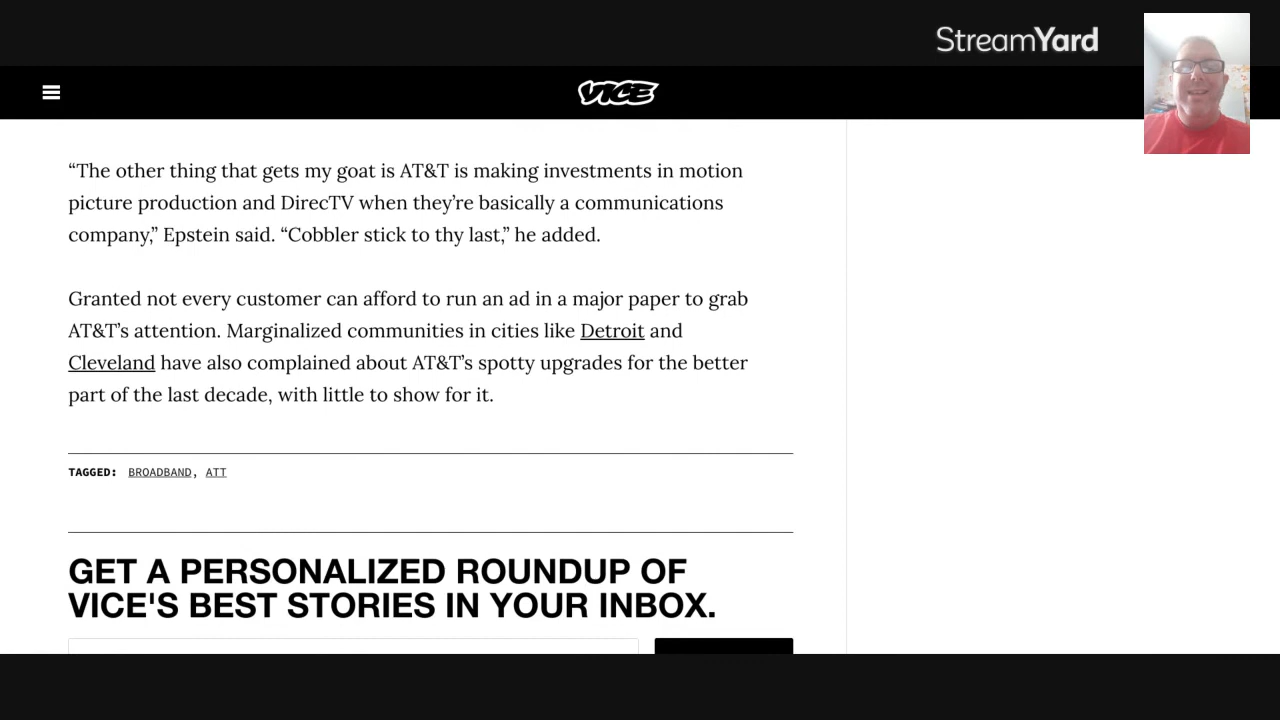 StreamYard
VICE
“The other thing that gets my goat is AT&T is making investments in motion
picture production and DirecTV when they’re basically a communications
company,” Epstein said. “Cobbler stick to thy last,” he added.
Granted not every customer can afford to run an ad in a major paper to grab
AT&T’s attention. Marginalized communities in cities like Detroit and
Cleveland have also complained about AT&T’s spotty upgrades for the better
part of the last decade, with little to show for it.
TAGGED: BROADBAND, ATT
GET A PERSONALIZED ROUNDUP OF
VICE'S BEST STORIES IN YOUR INBOX.